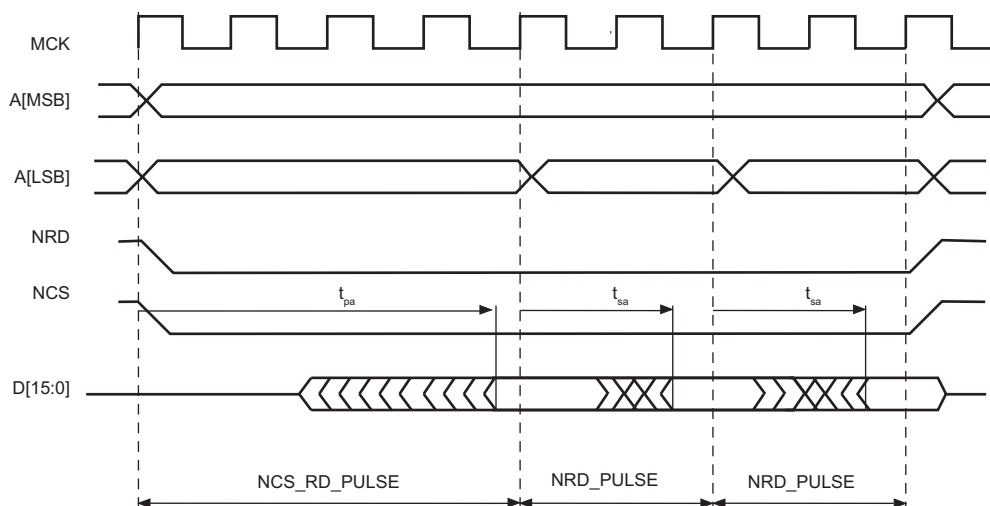 MCK
A[MSB]
A[LSB]
NRD
NCS
tpa
tsa
tsa
D[15:0]
NCS_RD_PULSE
NRD_PULSE
NRD_PULSE